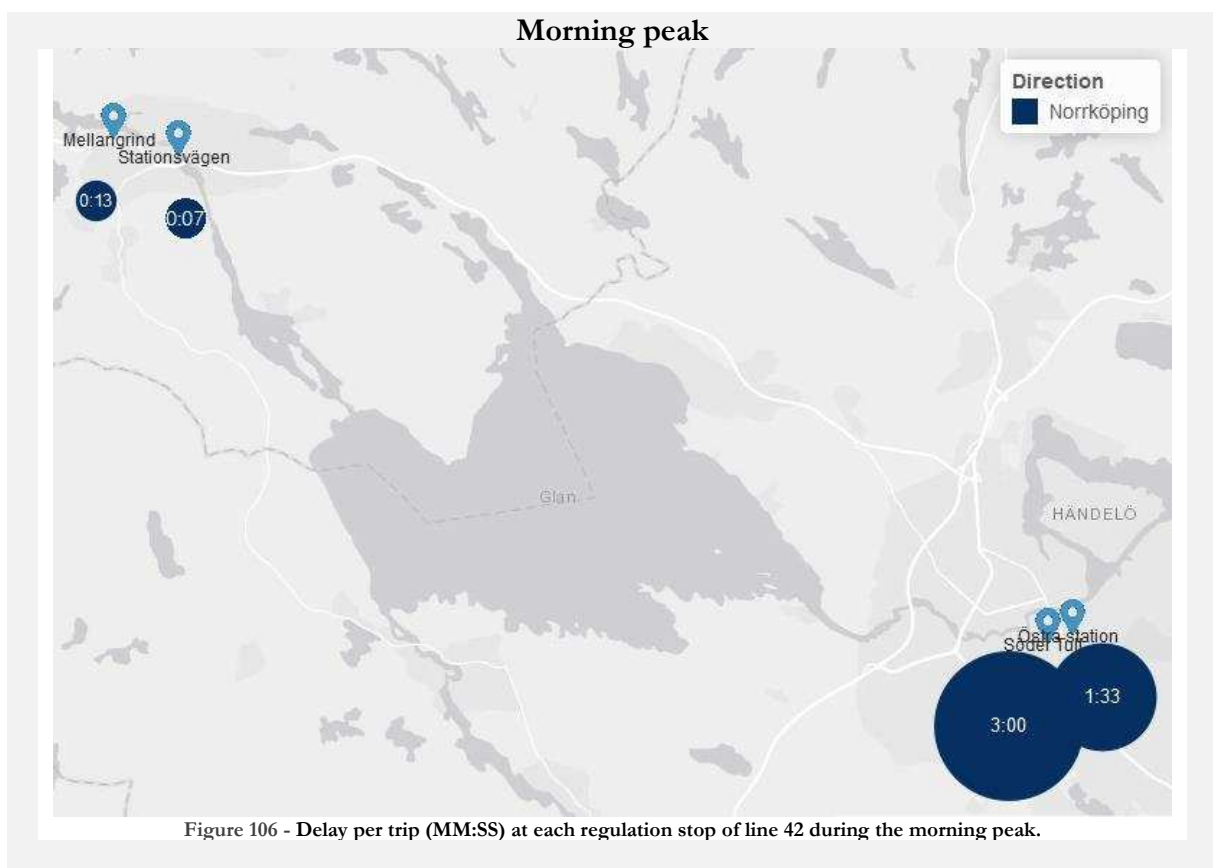 Morning peak
Direction
Norrköping
Mellangrind
Stationsvägen
0:13
0:07
Glan
HÄNDELÖ
Östra station
Söder Tull
3:00
1:33
Figure 106 - Delay per trip (MM:SS) at each regulation stop of line 42 during the morning peak.